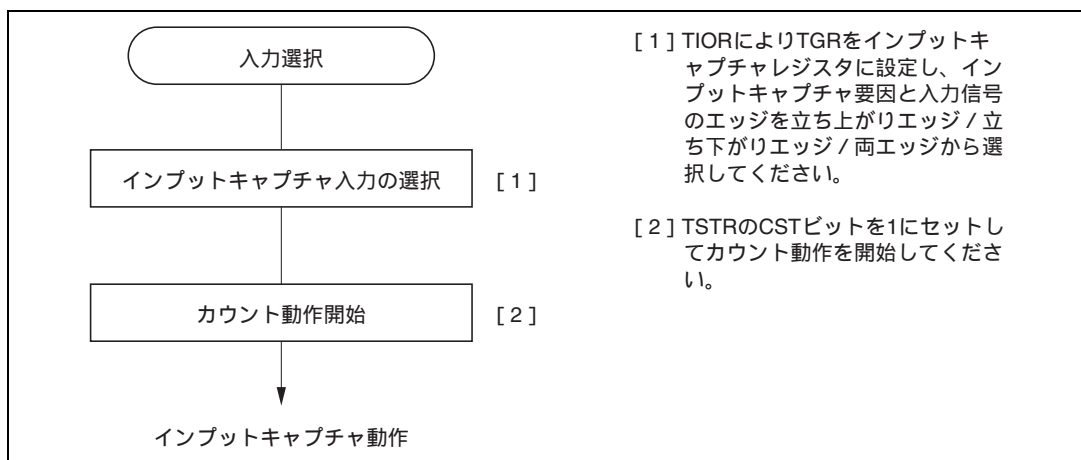 入力選択
インプットキャプチャ入力の選択 [1]
カウント動作開始 [2]
インプットキャプチャ動作
[1] TIORによりTGRをインプットキ
ャプチャレジスタに設定し、イン
プットキャプチャ要因と入力信号
のエッジを立ち上がりエッジ/立
ち下がりエッジ/両エッジから選
択してください。
[2] TSTRのCSTビットを1にセットし
てカウント動作を開始してくださ
い。